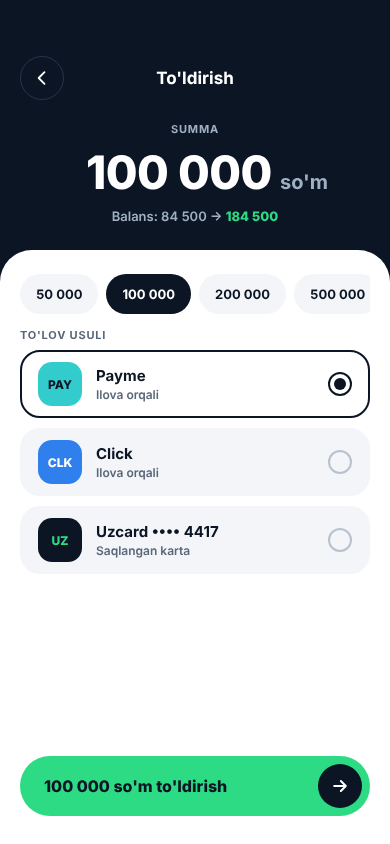 To'ldirish
SUMMA
100 000 so'm
Balans: 84 500 → 184 500
50 000
100 000
200 000
500 000
TO'LOV USULI
PAY
Payme
Ilova orqali
CLK
Click
Ilova orqali
UZ
Uzcard •••• 4417
Saqlangan karta
100 000 so'm to'ldirish